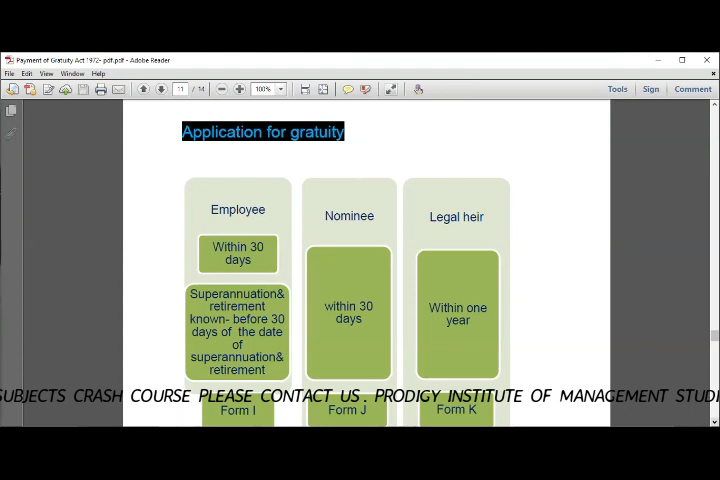 Payment of Gratuity Act 1972- pdf.pdf - Adobe Reader
File Edit View Window Help
11 / 14 100% Tools Sign Comment
Application for gratuity
Employee
Within 30
days
Superannuation&
retirement
known- before 30
days of the date
of
superannuation&
retirement
Form I
Nominee
within 30
days
Form J
Legal heir
Within one
year
Form K
SUBJECTS CRASH COURSE PLEASE CONTACT US . PRODIGY INSTITUTE OF MANAGEMENT STUDI